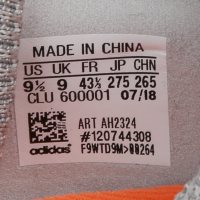 MADE IN CHINA
US UK FR JP CHN
9½ 9 43⅓ 275 265
CLU 600001 07/18
ART AH2324
#120744308
adidas F9WTD9M>00264